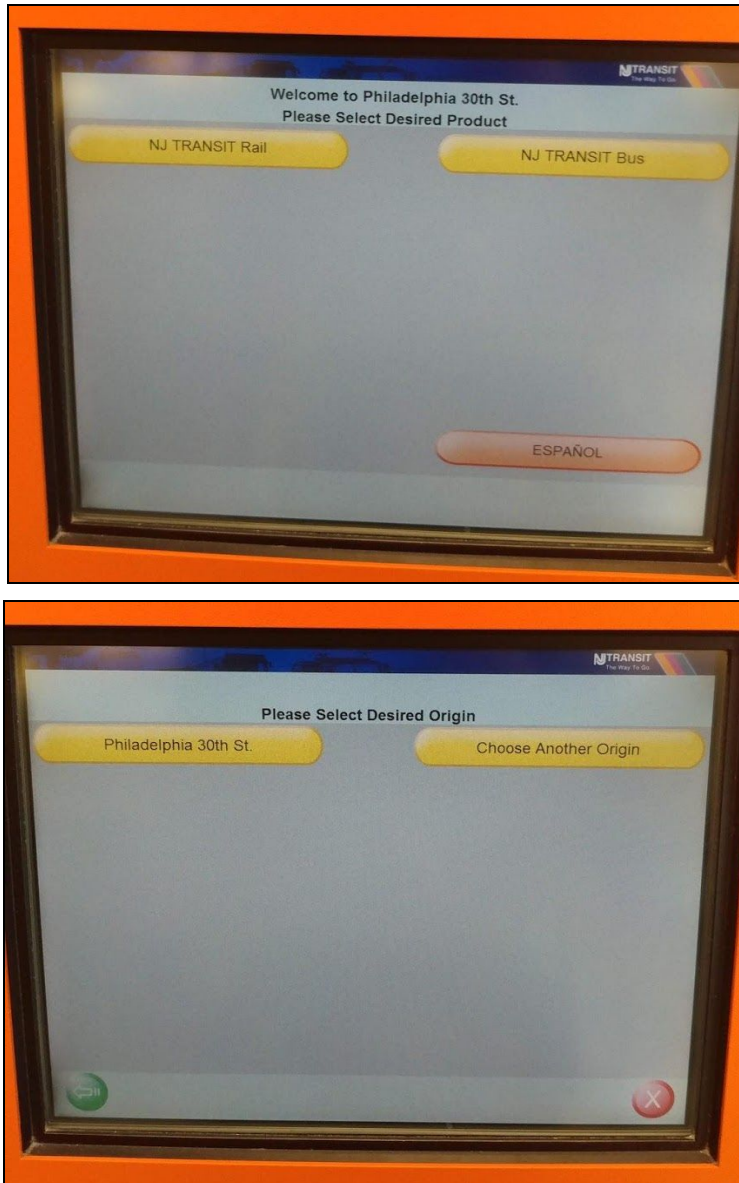 NJTRANSIT
The Way To Go
Welcome to Philadelphia 30th St.
Please Select Desired Product
NJ TRANSIT Rail
NJ TRANSIT Bus
ESPAÑOL
NJTRANSIT
The Way To Go
Please Select Desired Origin
Philadelphia 30th St.
Choose Another Origin
X